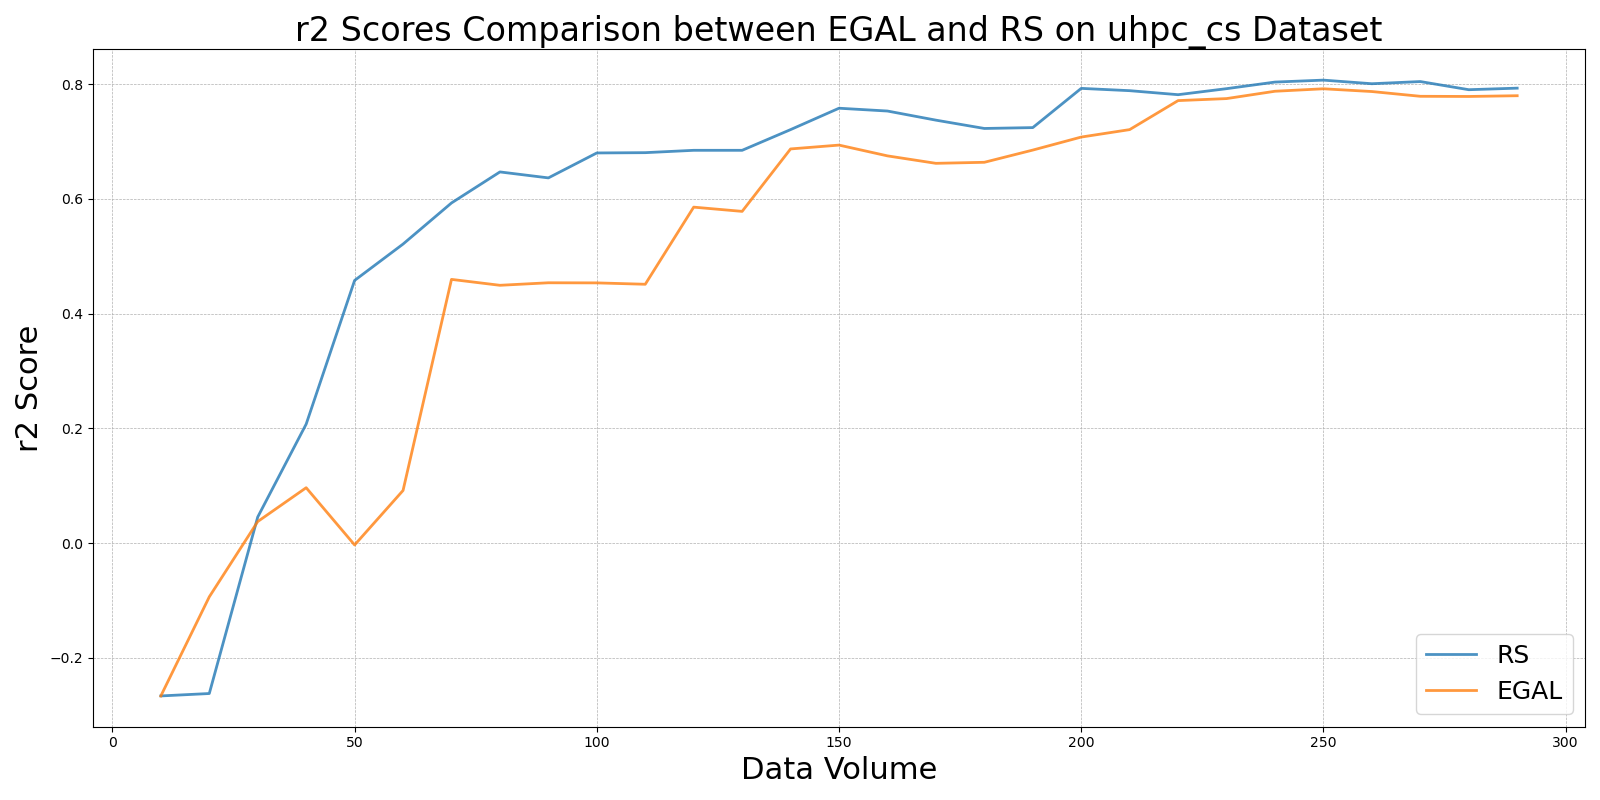 r2 Scores Comparison between EGAL and RS on uhpc_cs Dataset
r2 Score
0.8
0.6
0.4
0.2
0.0
−0.2
0 50 100 150 200 250 300
Data Volume
RS
EGAL